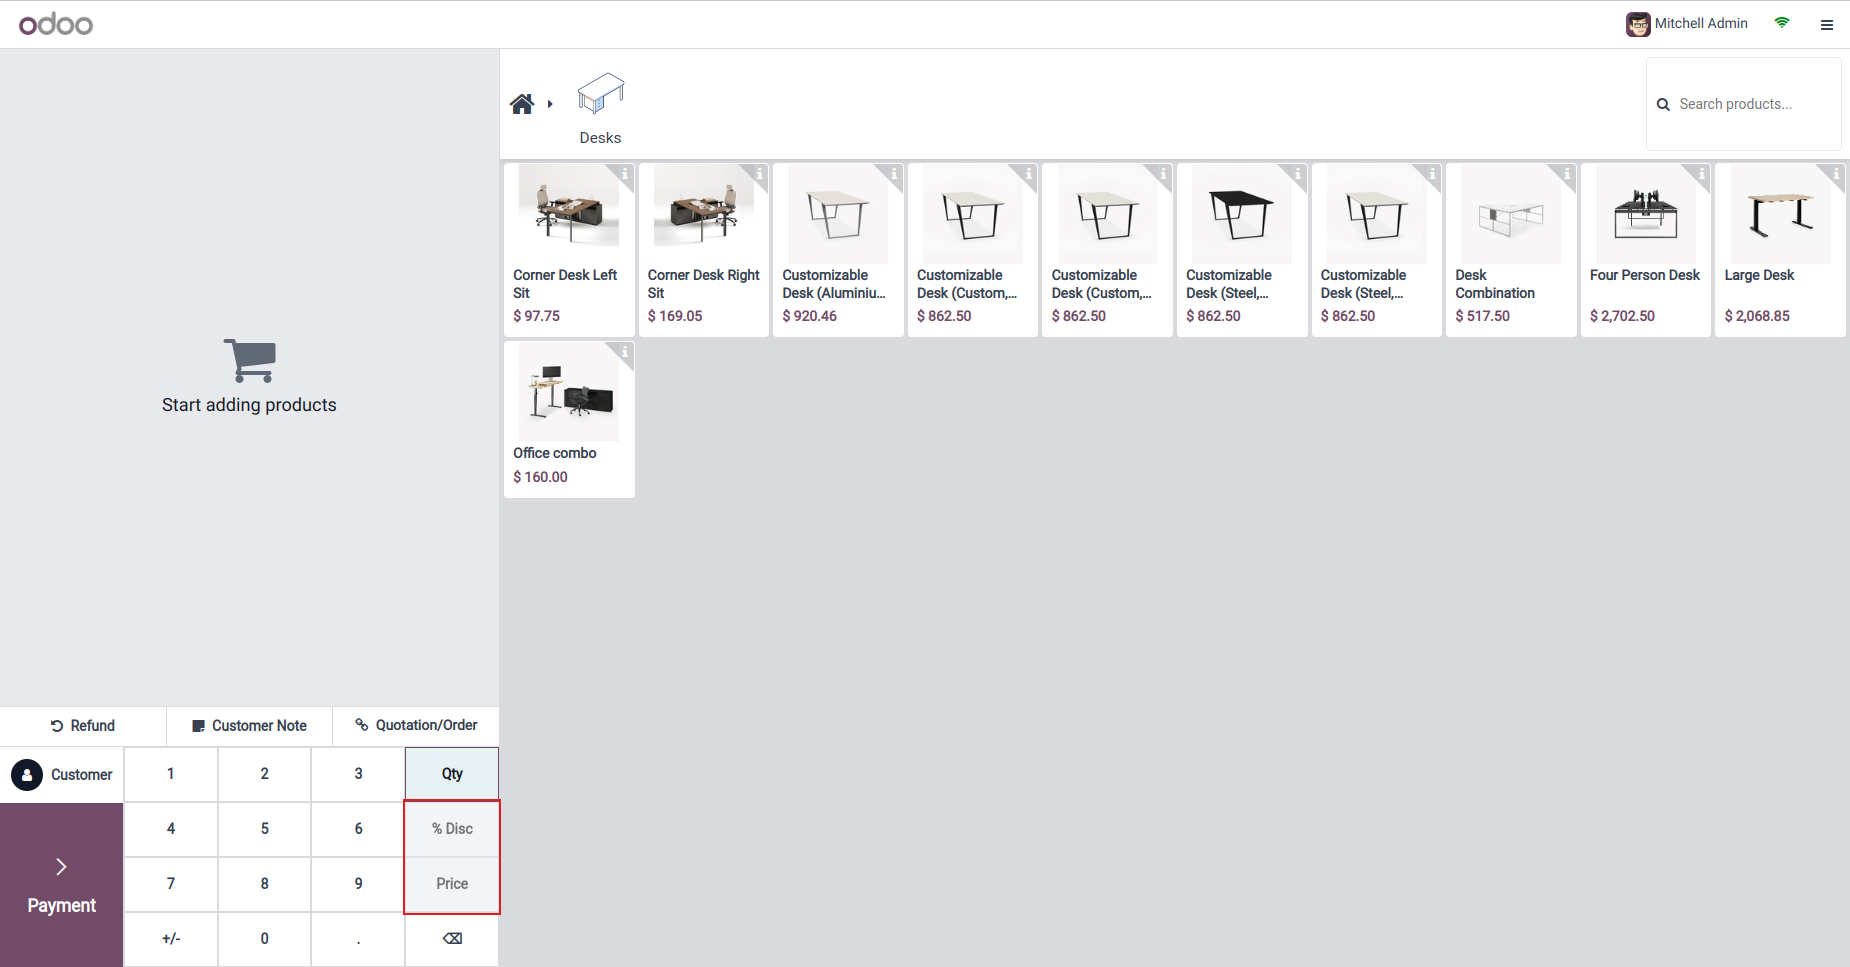 odoo
Mitchell Admin
Desks
Search products...
Corner Desk Left
Sit
$ 97.75
Corner Desk Right
Sit
$ 169.05
Customizable
Desk (Aluminiu...
$ 920.46
Customizable
Desk (Custom,...
$ 862.50
Customizable
Desk (Custom,...
$ 862.50
Customizable
Desk (Steel,...
$ 862.50
Customizable
Desk (Steel,...
$ 862.50
Desk
Combination
$ 517.50
Four Person Desk
$ 2,702.50
Large Desk
$ 2,068.85
Office combo
$ 160.00
Start adding products
Refund
Customer Note
Quotation/Order
Customer
1
2
3
Qty
4
5
6
% Disc
7
8
9
Price
Payment
+/-
0
.
⌫